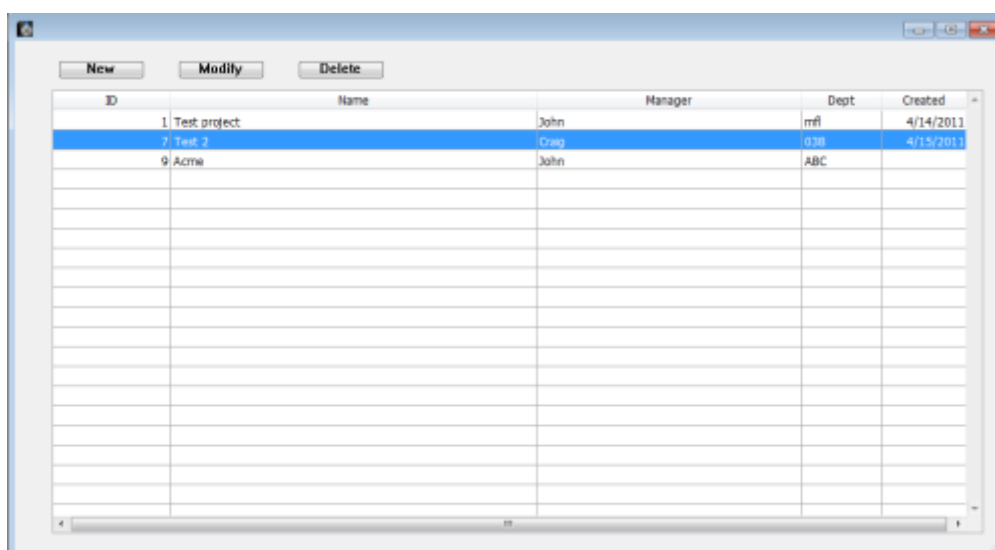 New Modify Delete
ID Name Manager Dept Created
1 Test project John mfl 4/14/2011
7 Test 2 Craig 038 4/15/2011
9 Acme John ABC